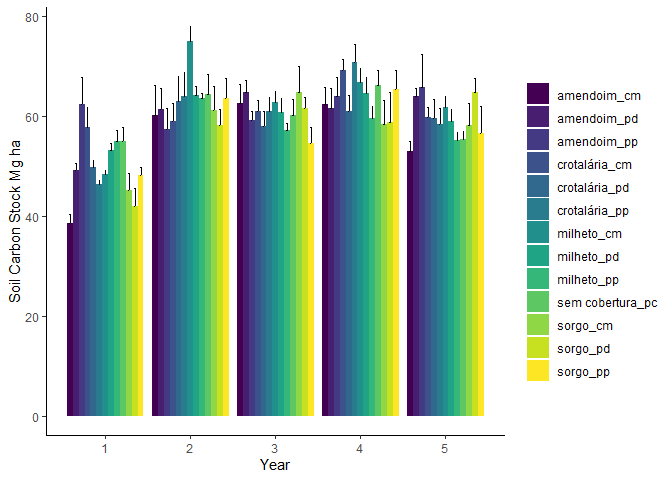 80
60
40
20
0
Soil Carbon Stock Mg ha
1 2 3 4 5
Year
amendoim_cm
amendoim_pd
amendoim_pp
crotalária_cm
crotalária_pd
crotalária_pp
milheto_cm
milheto_pd
milheto_pp
sem cobertura_pc
sorgo_cm
sorgo_pd
sorgo_pp